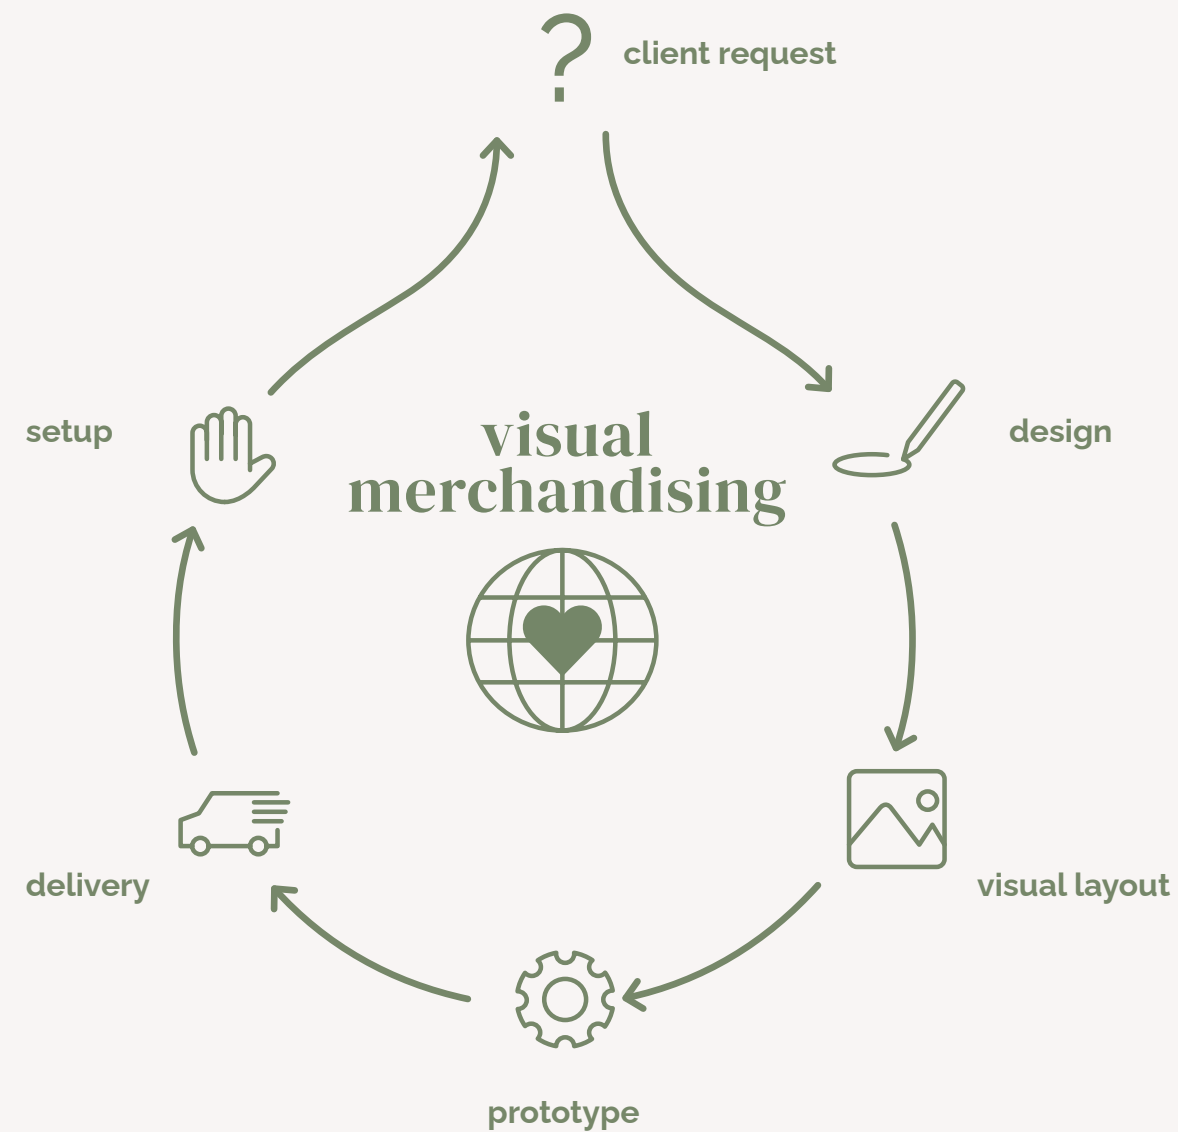 ?
client request
setup
design
visual
merchandising
delivery
visual layout
prototype